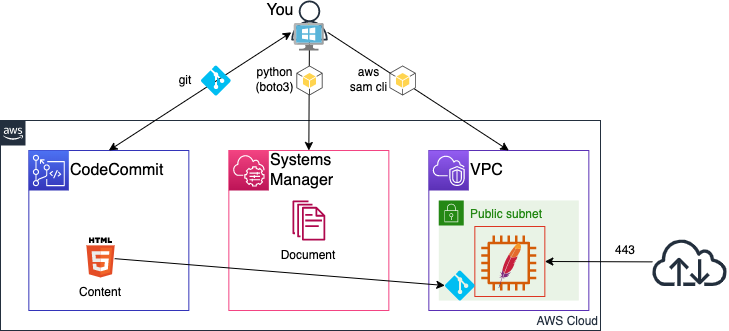 You
git
python
(boto3)
aws
sam cli
aws
CodeCommit
Systems
Manager
VPC
Public subnet
HTML
5
Content
Document
443
AWS Cloud